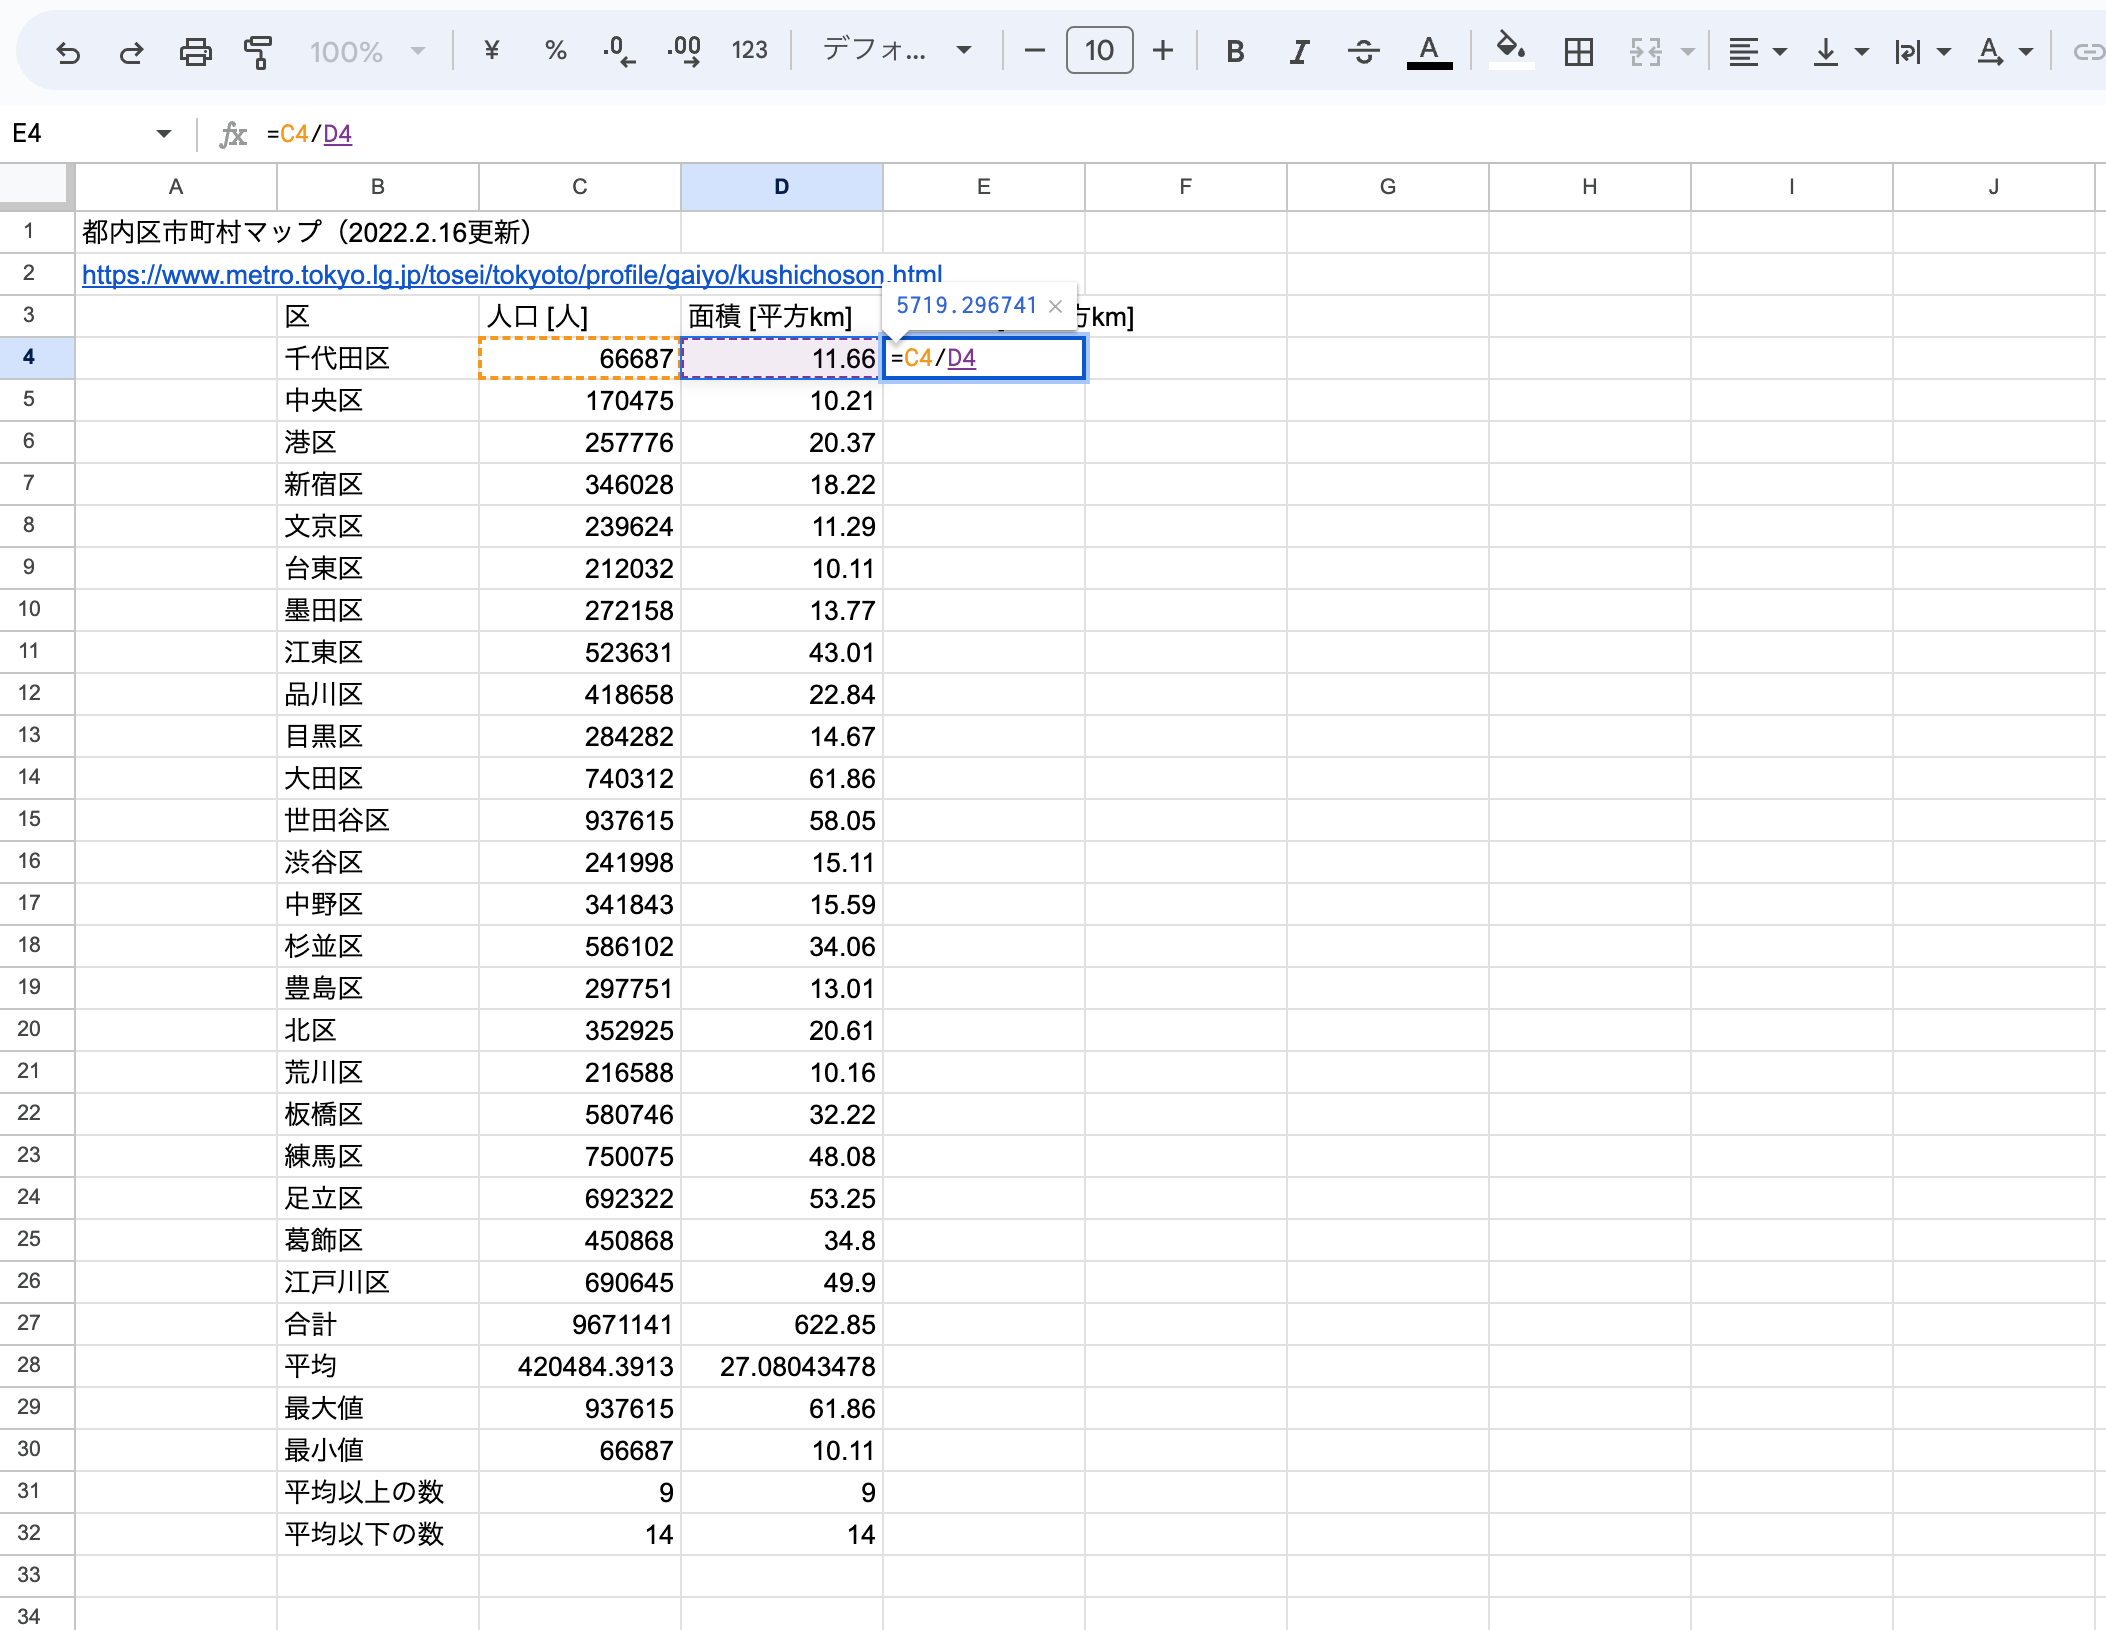 100% ¥ % .0 .00 123 デフォ... 10 B I A A
E4 fx =C4/D4
A B C D E F G H I J
1 都内区市町村マップ（2022.2.16更新）
2 https://www.metro.tokyo.lg.jp/tosei/tokyoto/profile/gaiyo/kushichoson.html
5719.296741 ×
3 区 人口 [人] 面積 [平方km] 方km]
4 千代田区 66687 11.66 =C4/D4
5 中央区 170475 10.21
6 港区 257776 20.37
7 新宿区 346028 18.22
8 文京区 239624 11.29
9 台東区 212032 10.11
10 墨田区 272158 13.77
11 江東区 523631 43.01
12 品川区 418658 22.84
13 目黒区 284282 14.67
14 大田区 740312 61.86
15 世田谷区 937615 58.05
16 渋谷区 241998 15.11
17 中野区 341843 15.59
18 杉並区 586102 34.06
19 豊島区 297751 13.01
20 北区 352925 20.61
21 荒川区 216588 10.16
22 板橋区 580746 32.22
23 練馬区 750075 48.08
24 足立区 692322 53.25
25 葛飾区 450868 34.8
26 江戸川区 690645 49.9
27 合計 9671141 622.85
28 平均 420484.3913 27.08043478
29 最大値 937615 61.86
30 最小値 66687 10.11
31 平均以上の数 9 9
32 平均以下の数 14 14
33
34